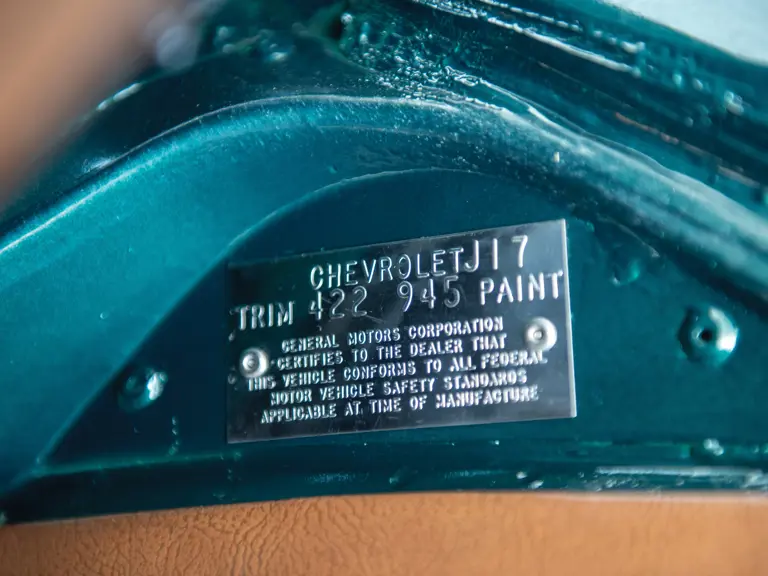 CHEVROLET J17
TRIM 422 945 PAINT
GENERAL MOTORS CORPORATION
CERTIFIES TO THE DEALER THAT
THIS VEHICLE CONFORMS TO ALL FEDERAL
MOTOR VEHICLE SAFETY STANDARDS
APPLICABLE AT TIME OF MANUFACTURE